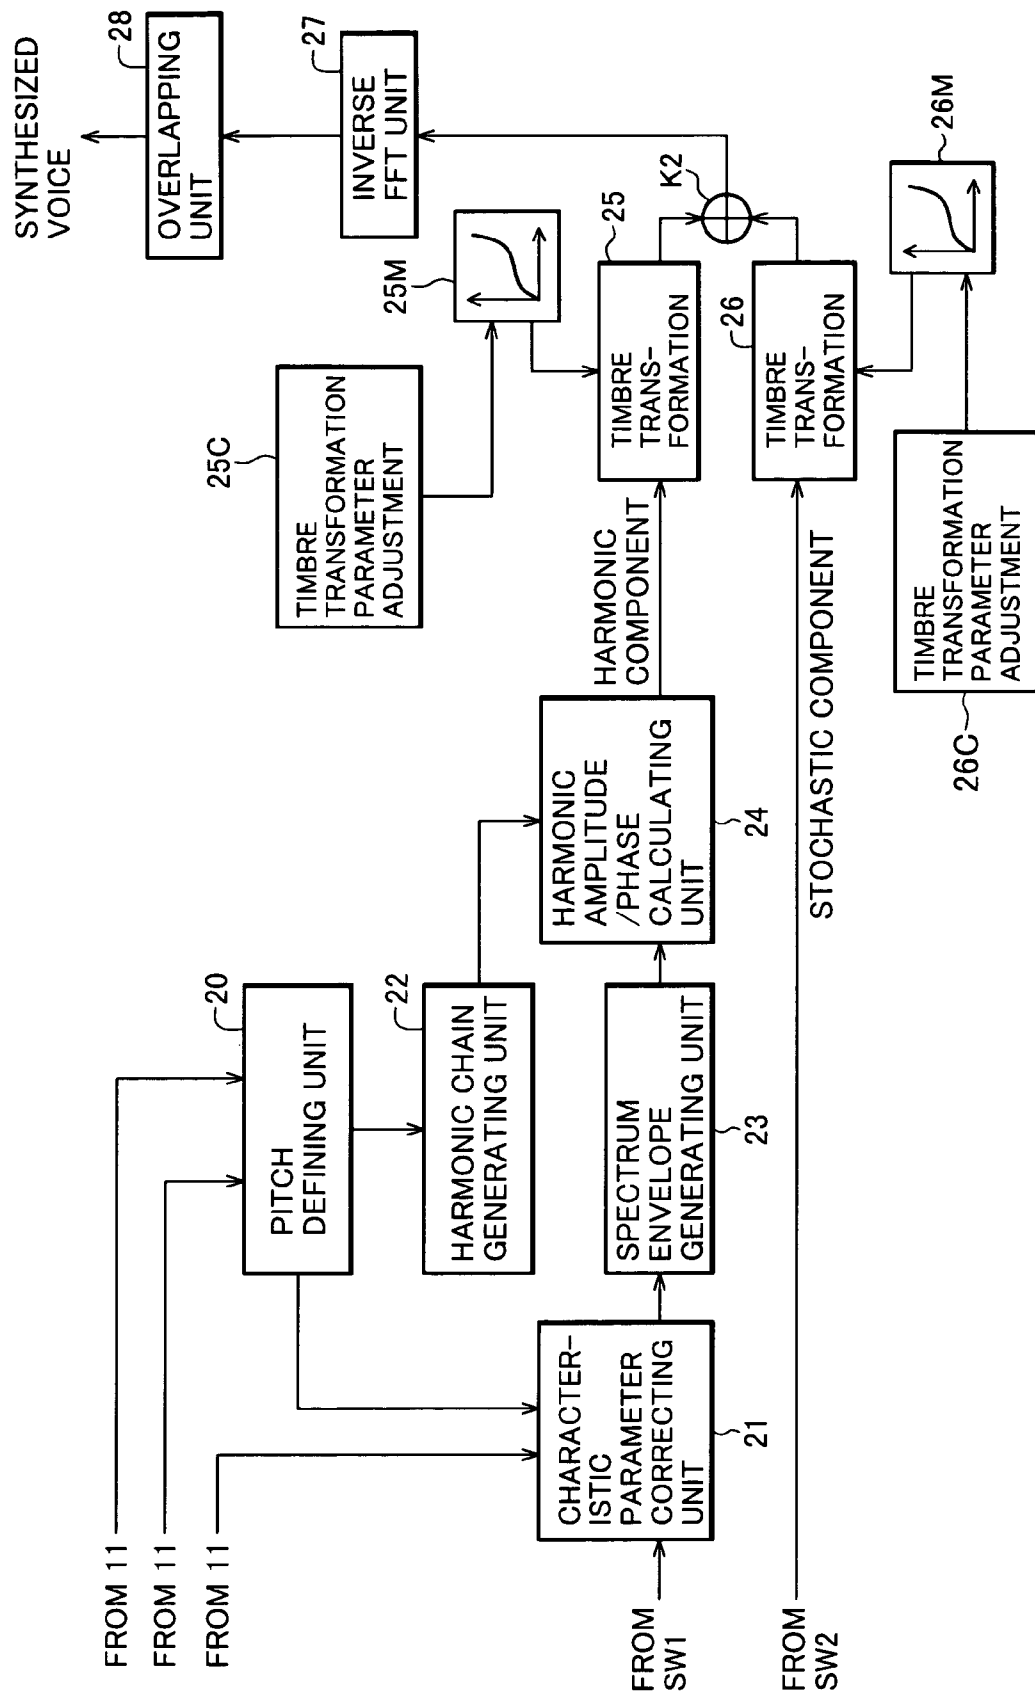 FROM 11
FROM 11
FROM 11
FROM
SW1
FROM
SW2
20
PITCH
DEFINING UNIT
22
HARMONIC CHAIN
GENERATING UNIT
CHARACTER-
ISTIC
PARAMETER
CORRECTING
UNIT
21
SPECTRUM
ENVELOPE
GENERATING UNIT
23
HARMONIC
AMPLITUDE
/PHASE
CALCULATING
UNIT
24
HARMONIC
COMPONENT
STOCHASTIC COMPONENT
25C
TIMBRE
TRANSFORMATION
PARAMETER
ADJUSTMENT
25M
25
TIMBRE
TRANS-
FORMATION
26
TIMBRE
TRANS-
FORMATION
26C
TIMBRE
TRANSFORMATION
PARAMETER
ADJUSTMENT
26M
K2
27
INVERSE
FFT UNIT
28
OVERLAPPING
UNIT
SYNTHESIZED
VOICE